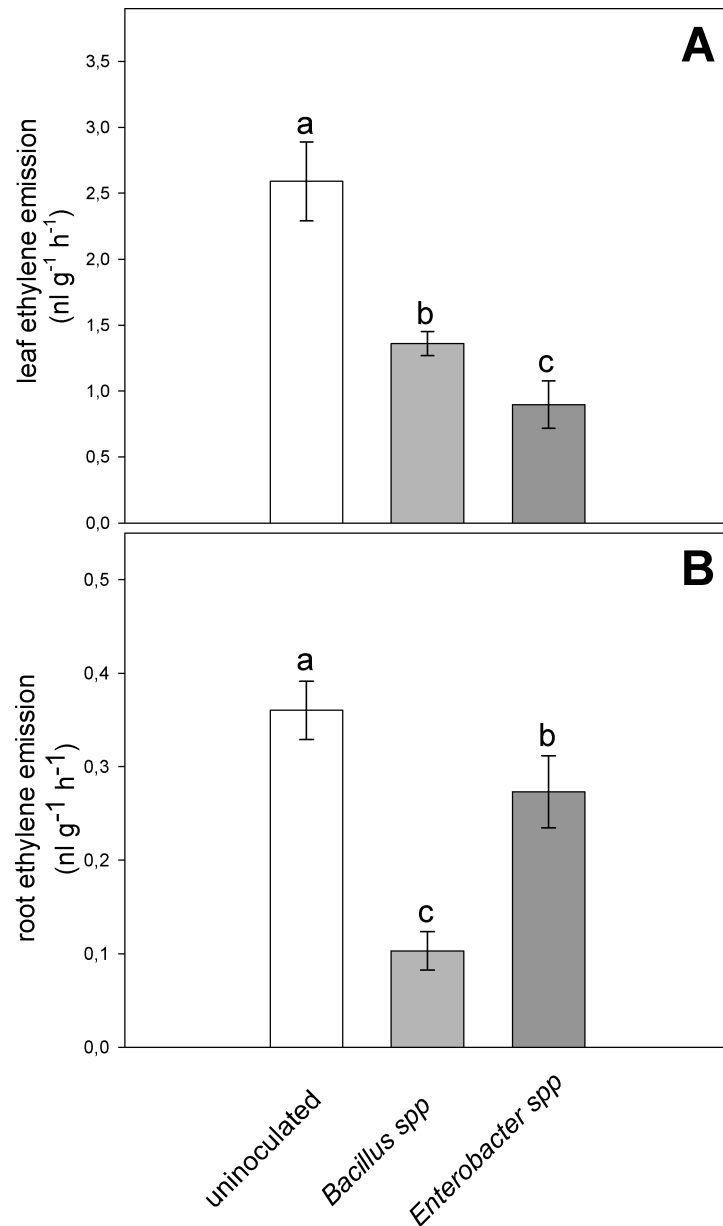 A
3,5
a
3,0
2,5
2,0
1,5
b
c
1,0
0,5
0,0
leaf ethylene emission
(nl g⁻¹ h⁻¹)
B
0,5
a
0,4
b
0,3
0,2
c
0,1
0,0
root ethylene emission
(nl g⁻¹ h⁻¹)
uninoculated
Bacillus spp
Enterobacter spp